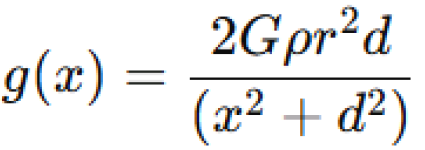 g(x) = 2Gρr²d / (x² + d²)